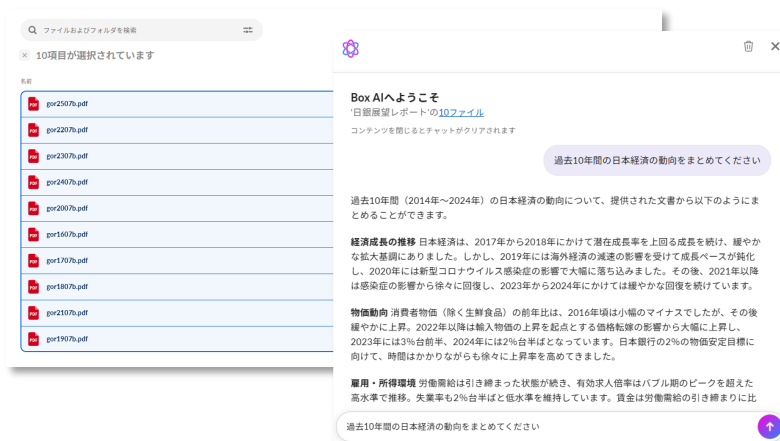 ファイルおよびフォルダを検索
× 10項目が選択されています
名前
PDF gor2507b.pdf
PDF gor2207b.pdf
PDF gor2307b.pdf
PDF gor2407b.pdf
PDF gor2007b.pdf
PDF gor1607b.pdf
PDF gor1707b.pdf
PDF gor1807b.pdf
PDF gor2107b.pdf
PDF gor1907b.pdf
Box AIへようこそ
'日銀展望レポート'の10ファイル
コンテンツを閉じるとチャットがクリアされます
過去10年間の日本経済の動向をまとめてください
過去10年間（2014年～2024年）の日本経済の動向について、提供された文書から以下のようにま
とめることができます。
経済成長の推移 日本経済は、2017年から2018年にかけて潜在成長率を上回る成長を続け、緩やか
な拡大基調にありました。しかし、2019年には海外経済の減速の影響を受けて成長ペースが鈍化
し、2020年には新型コロナウイルス感染症の影響で大幅に落ち込みました。その後、2021年以降
は感染症の影響から徐々に回復し、2023年から2024年にかけては緩やかな回復を続けています。
物価動向 消費者物価（除く生鮮食品）の前年比は、2016年頃は小幅のマイナスでしたが、その後
緩やかに上昇。2022年以降は輸入物価の上昇を起点とする価格転嫁の影響から大幅に上昇し、
2023年には3％台前半、2024年には2％台半ばとなっています。日本銀行の2％の物価安定目標に
向けて、時間はかかりながらも徐々に上昇率を高めてきました。
雇用・所得環境 労働需給は引き締まった状態が続き、有効求人倍率はバブル期のピークを超えた
高水準で推移。失業率も2％台半ばと低水準を維持しています。賃金は労働需給の引き締まりに比
過去10年間の日本経済の動向をまとめてください